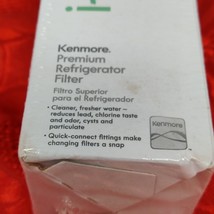 Kenmore.
Premium
Refrigerator
Filter
Filtro Superior
para el Refrigerador
• Cleaner, fresher water –
reduces lead, chlorine taste
and odor, cysts and
particulate
• Quick-connect fittings make
changing filters a snap
Kenmore